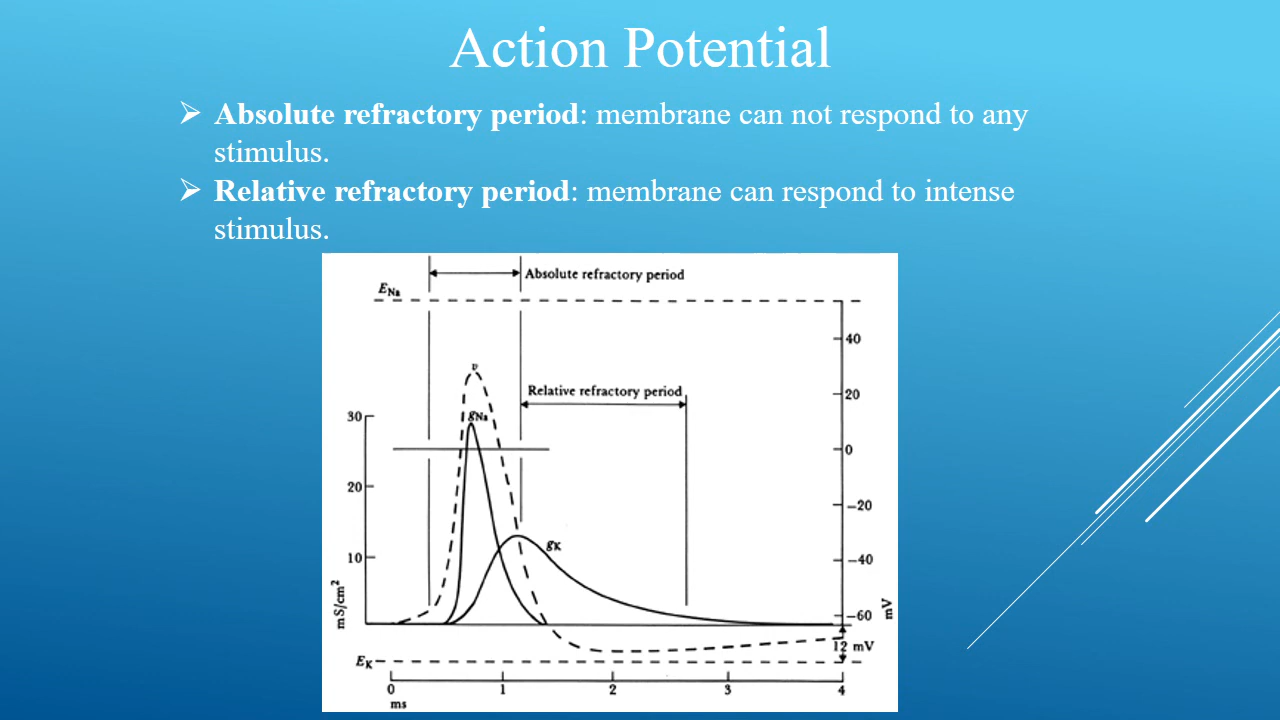 Action Potential
➢ Absolute refractory period: membrane can not respond to any
stimulus.
➢ Relative refractory period: membrane can respond to intense
stimulus.
Absolute refractory period
ENa
40
v
Relative refractory period
20
30
gNa
0
20
−20
gK
10
−40
mS/cm²
−60
mV
12 mV
EK
0
1
2
3
4
ms